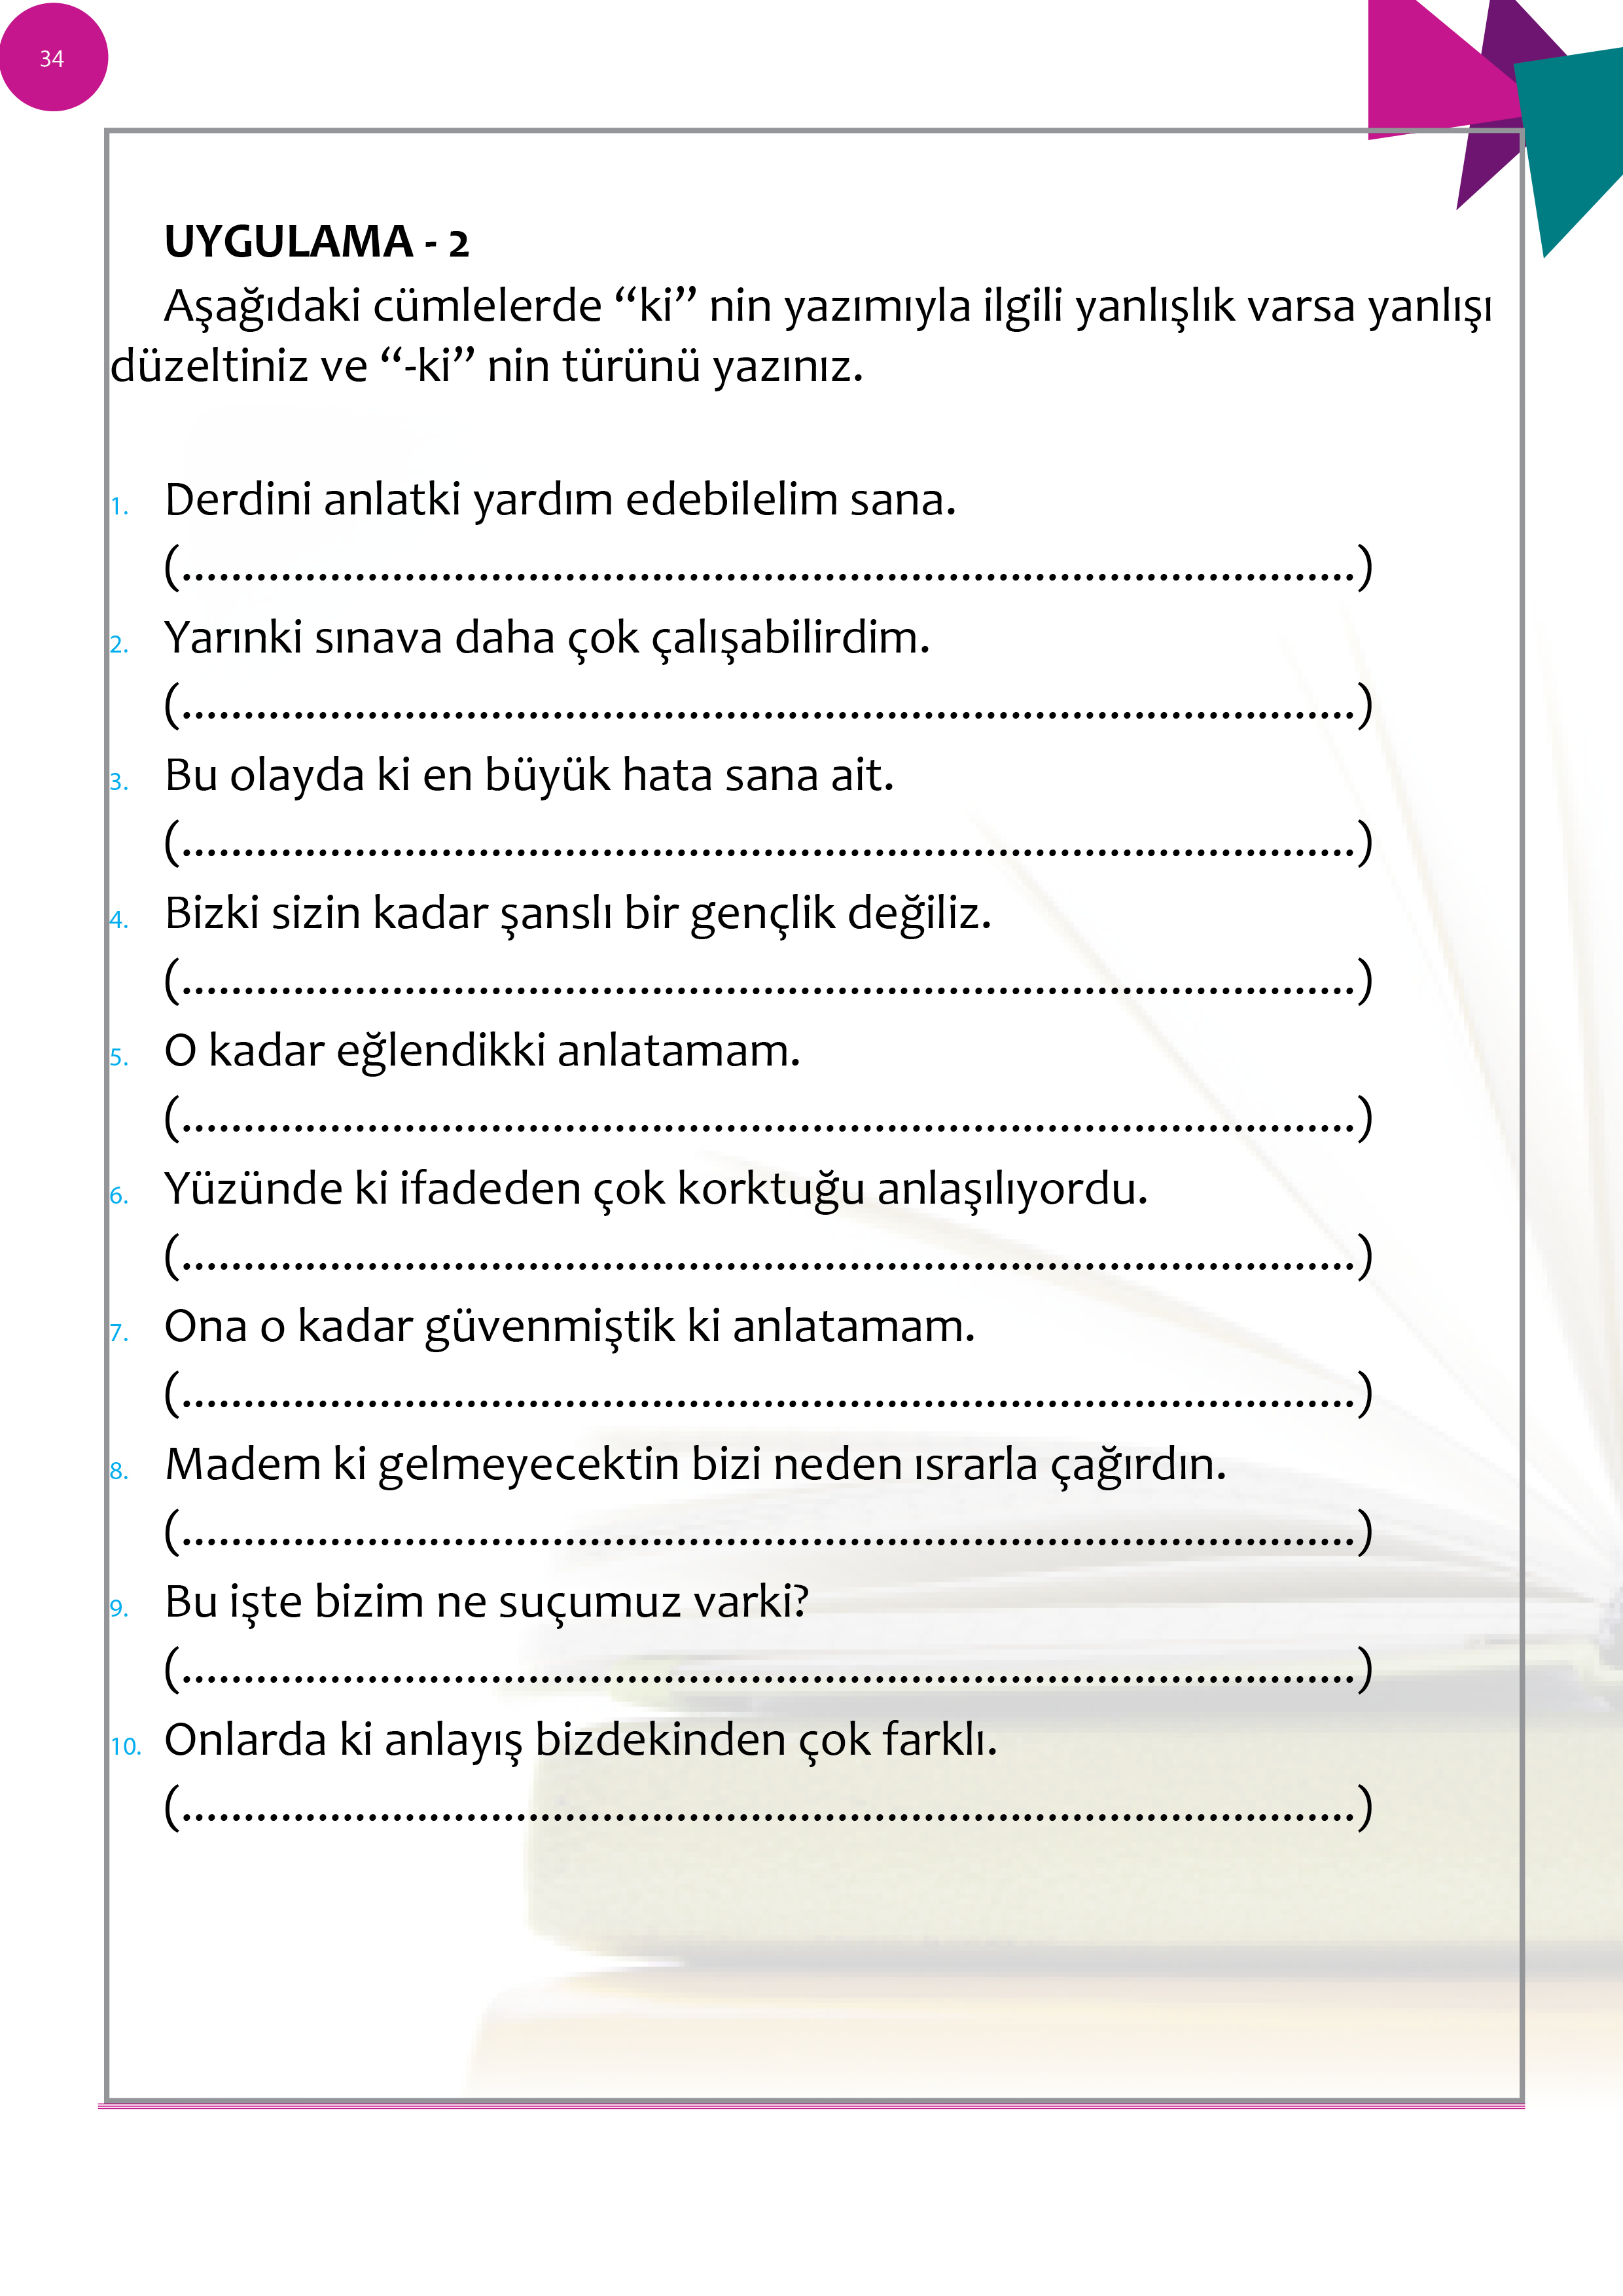 34
UYGULAMA - 2
Aşağıdaki cümlelerde “ki” nin yazımıyla ilgili yanlışlık varsa yanlışı
düzeltiniz ve “-ki” nin türünü yazınız.
1. Derdini anlatki yardım edebilelim sana.
(..............................................................................................)
2. Yarınki sınava daha çok çalışabilirdim.
(..............................................................................................)
3. Bu olayda ki en büyük hata sana ait.
(..............................................................................................)
4. Bizki sizin kadar şanslı bir gençlik değiliz.
(..............................................................................................)
5. O kadar eğlendikki anlatamam.
(..............................................................................................)
6. Yüzünde ki ifadeden çok korktuğu anlaşılıyordu.
(..............................................................................................)
7. Ona o kadar güvenmiştik ki anlatamam.
(..............................................................................................)
8. Madem ki gelmeyecektin bizi neden ısrarla çağırdın.
(..............................................................................................)
9. Bu işte bizim ne suçumuz varki?
(..............................................................................................)
10. Onlarda ki anlayış bizdekinden çok farklı.
(..............................................................................................)